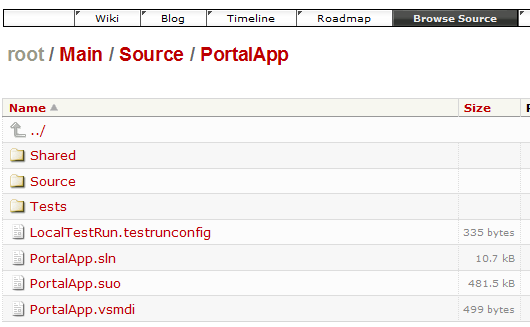 Wiki Blog Timeline Roadmap Browse Source
root / Main / Source / PortalApp
Name Size
../
Shared
Source
Tests
LocalTestRun.testrunconfig 335 bytes
PortalApp.sln 10.7 kB
PortalApp.suo 481.5 kB
PortalApp.vsmdi 499 bytes